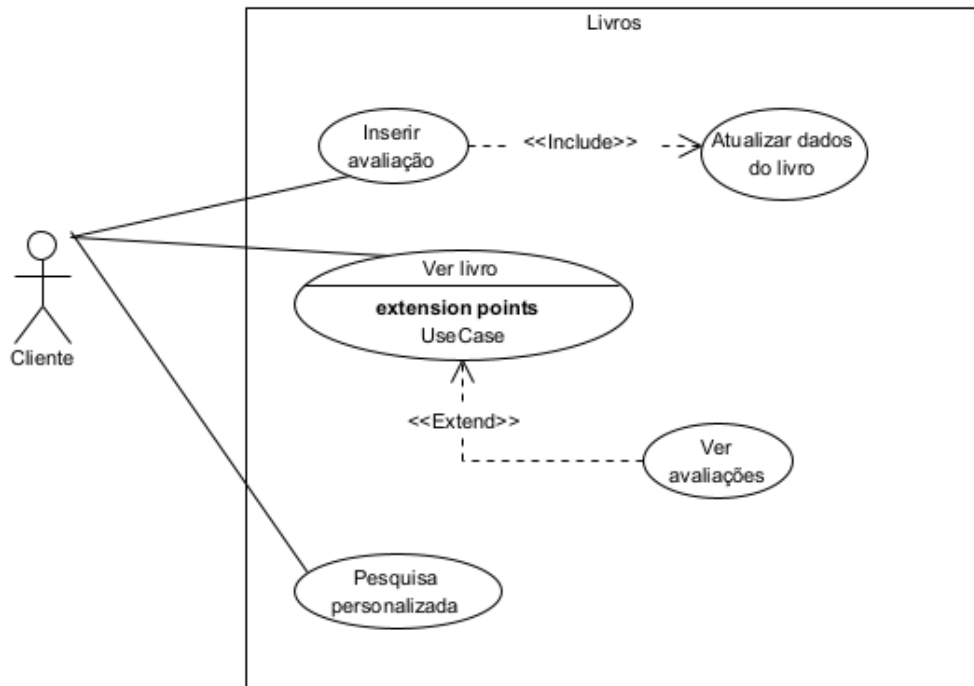 Livros
Inserir
avaliação
<<Include>>
Atualizar dados
do livro
Ver livro
extension points
UseCase
Cliente
<<Extend>>
Ver
avaliações
Pesquisa
personalizada